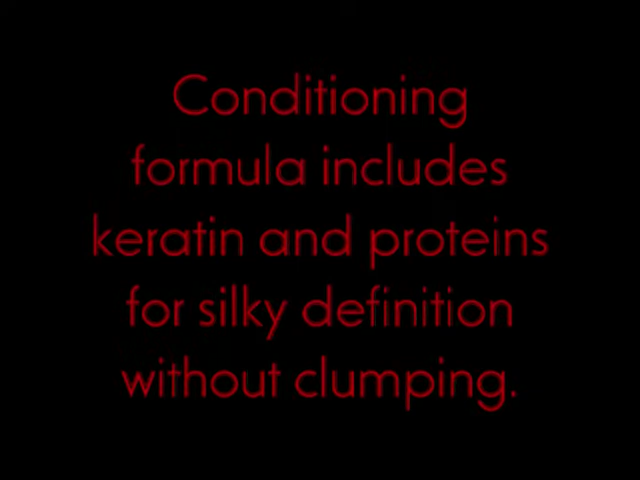 Conditioning
formula includes
keratin and proteins
for silky definition
without clumping.